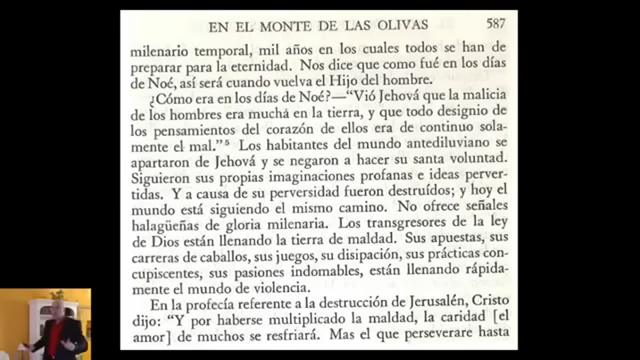 EN EL MONTE DE LAS OLIVAS 587
milenario temporal, mil años en los cuales todos se han de
preparar para la eternidad. Nos dice que como fué en los días
de Noé, así será cuando vuelva el Hijo del hombre.
¿Cómo era en los días de Noé?—“Vió Jehová que la malicia
de los hombres era mucha en la tierra, y que todo designio de
los pensamientos del corazón de ellos era de continuo sola-
mente el mal.”⁵ Los habitantes del mundo antediluviano se
apartaron de Jehová y se negaron a hacer su santa voluntad.
Siguieron sus propias imaginaciones profanas e ideas perver-
tidas. Y a causa de su perversidad fueron destruídos; y hoy el
mundo está siguiendo el mismo camino. No ofrece señales
halagüeñas de gloria milenaria. Los transgresores de la ley
de Dios están llenando la tierra de maldad. Sus apuestas, sus
carreras de caballos, sus juegos, su disipación, sus prácticas con-
cupiscentes, sus pasiones indomables, están llenando rápida-
mente el mundo de violencia.
En la profecía referente a la destrucción de Jerusalén, Cristo
dijo: “Y por haberse multiplicado la maldad, la caridad [el
amor] de muchos se resfriará. Mas el que perseverare hasta